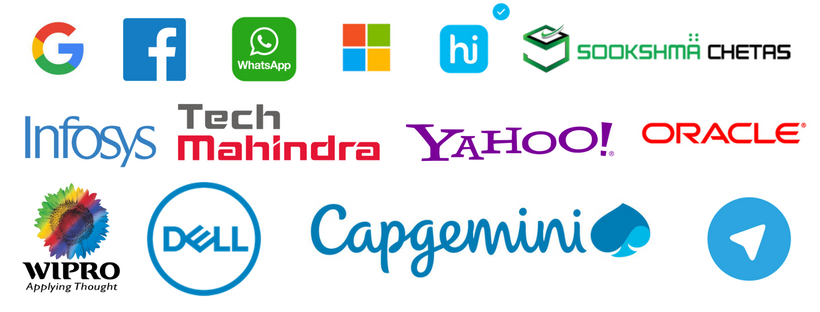 G
f
WhatsApp
hi
SOOKSHMA CHETAS
Infosys
Tech
Mahindra
YAHOO!®
ORACLE®
WIPRO
Applying Thought
DELL
Capgemini